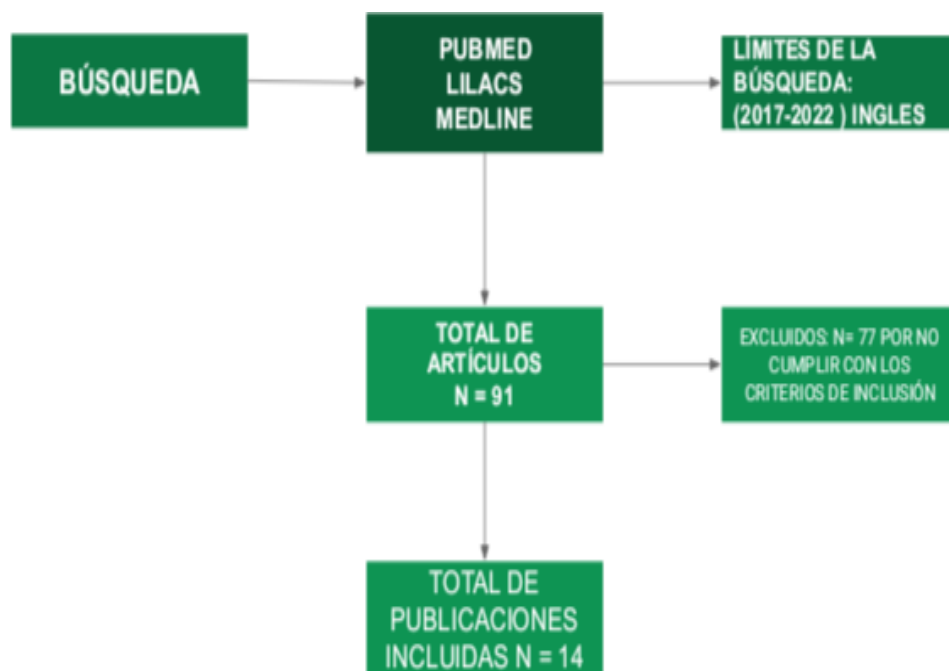 BÚSQUEDA
PUBMED
LILACS
MEDLINE
LÍMITES DE LA
BÚSQUEDA:
(2017-2022 ) INGLES
TOTAL DE
ARTÍCULOS
N = 91
EXCLUIDOS: N= 77 POR NO
CUMPLIR CON LOS
CRITERIOS DE INCLUSIÓN
TOTAL DE
PUBLICACIONES
INCLUIDAS N = 14